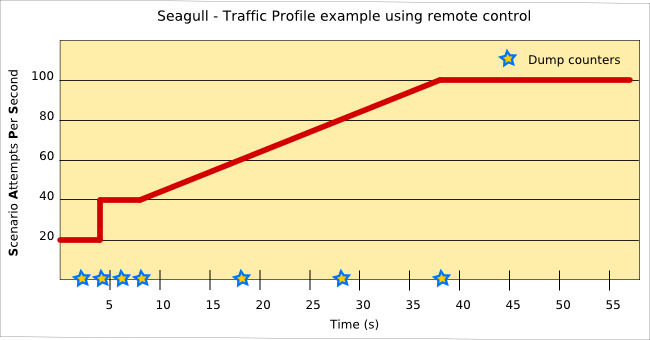 Seagull - Traffic Profile example using remote control
Dump counters
Scenario Attempts Per Second
100
80
60
40
20
5 10 15 20 25 30 35 40 45 50 55
Time (s)